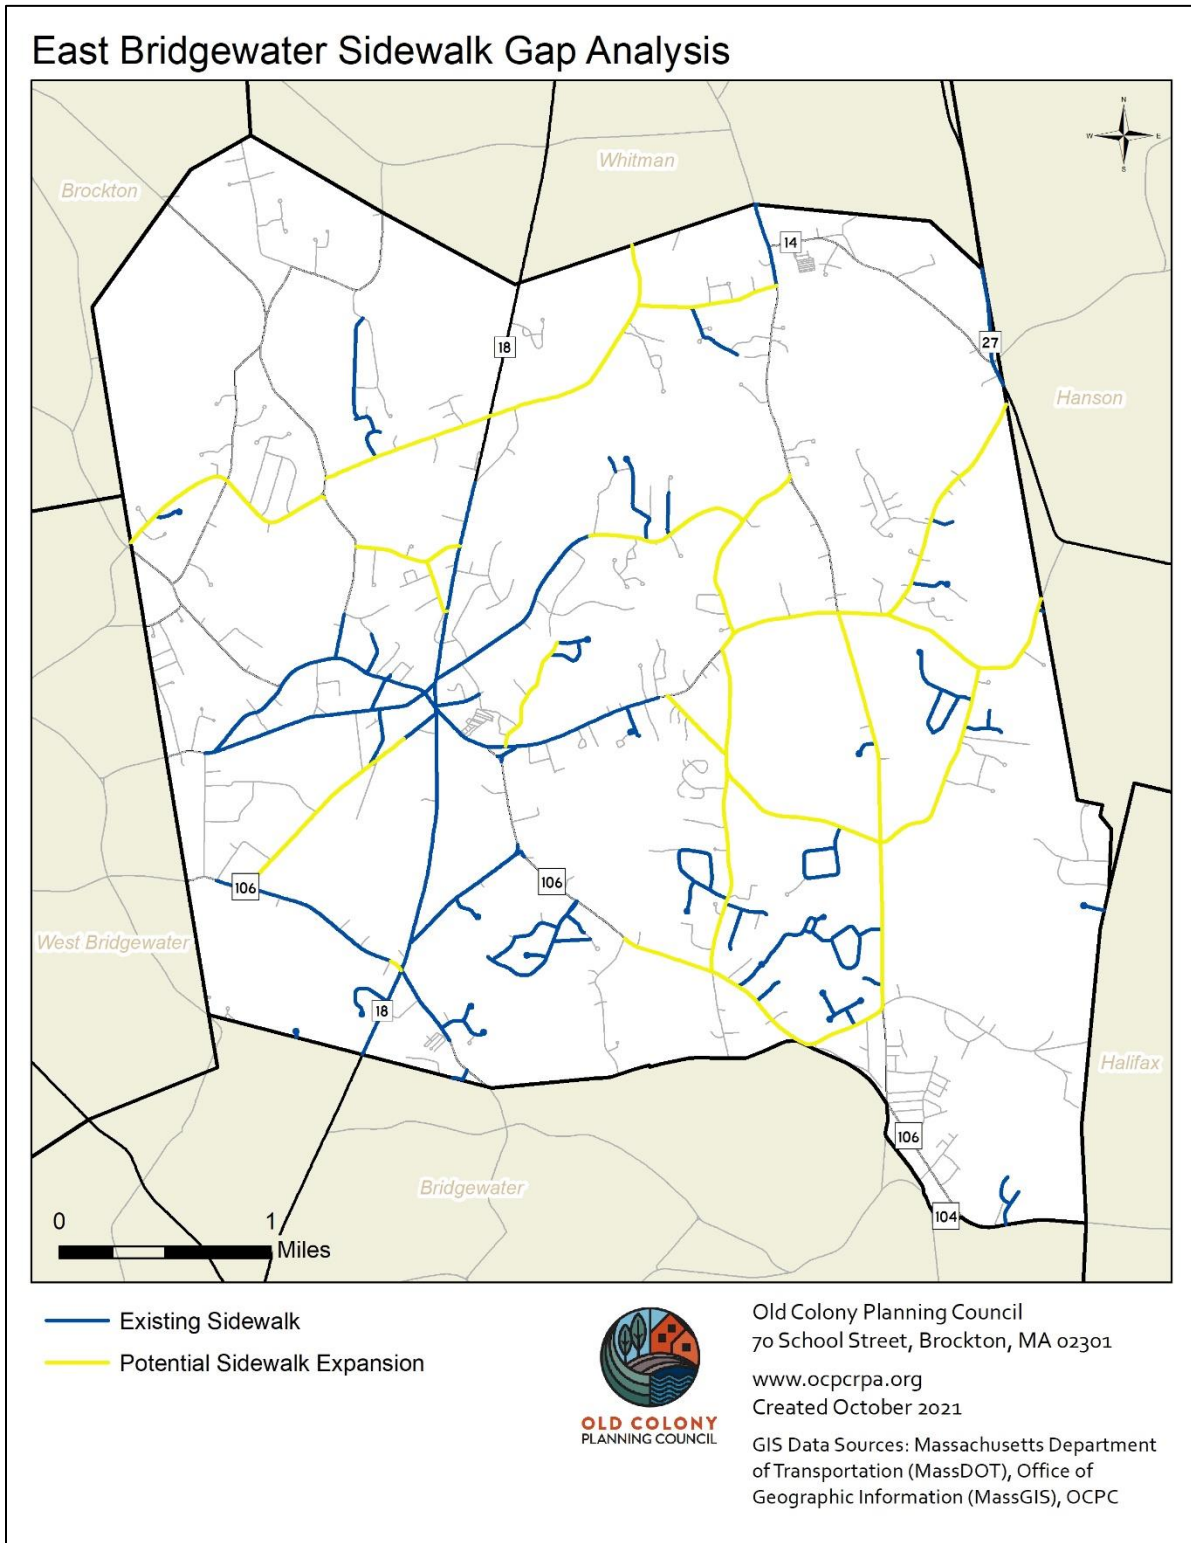 East Bridgewater Sidewalk Gap Analysis
N
W E
S
Whitman
Brockton
14
18
27
Hanson
106
106
West Bridgewater
18
Halifax
106
Bridgewater
104
0 1
Miles
Existing Sidewalk
Potential Sidewalk Expansion
OLD COLONY
PLANNING COUNCIL
Old Colony Planning Council
70 School Street, Brockton, MA 02301
www.ocpcrpa.org
Created October 2021
GIS Data Sources: Massachusetts Department
of Transportation (MassDOT), Office of
Geographic Information (MassGIS), OCPC